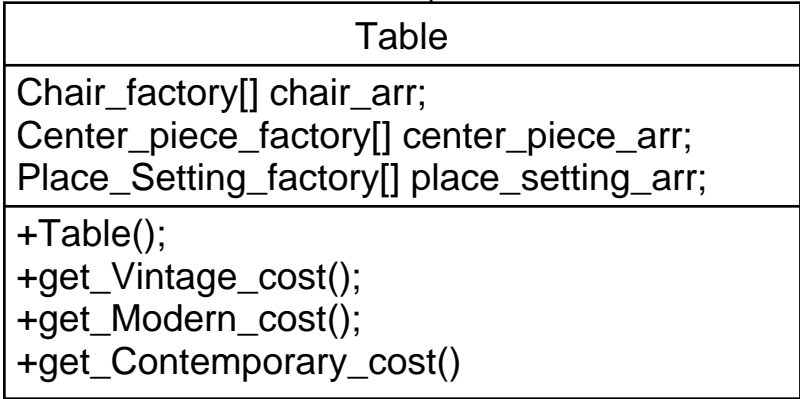 Table
Chair_factory[] chair_arr;
Center_piece_factory[] center_piece_arr;
Place_Setting_factory[] place_setting_arr;
+Table();
+get_Vintage_cost();
+get_Modern_cost();
+get_Contemporary_cost()